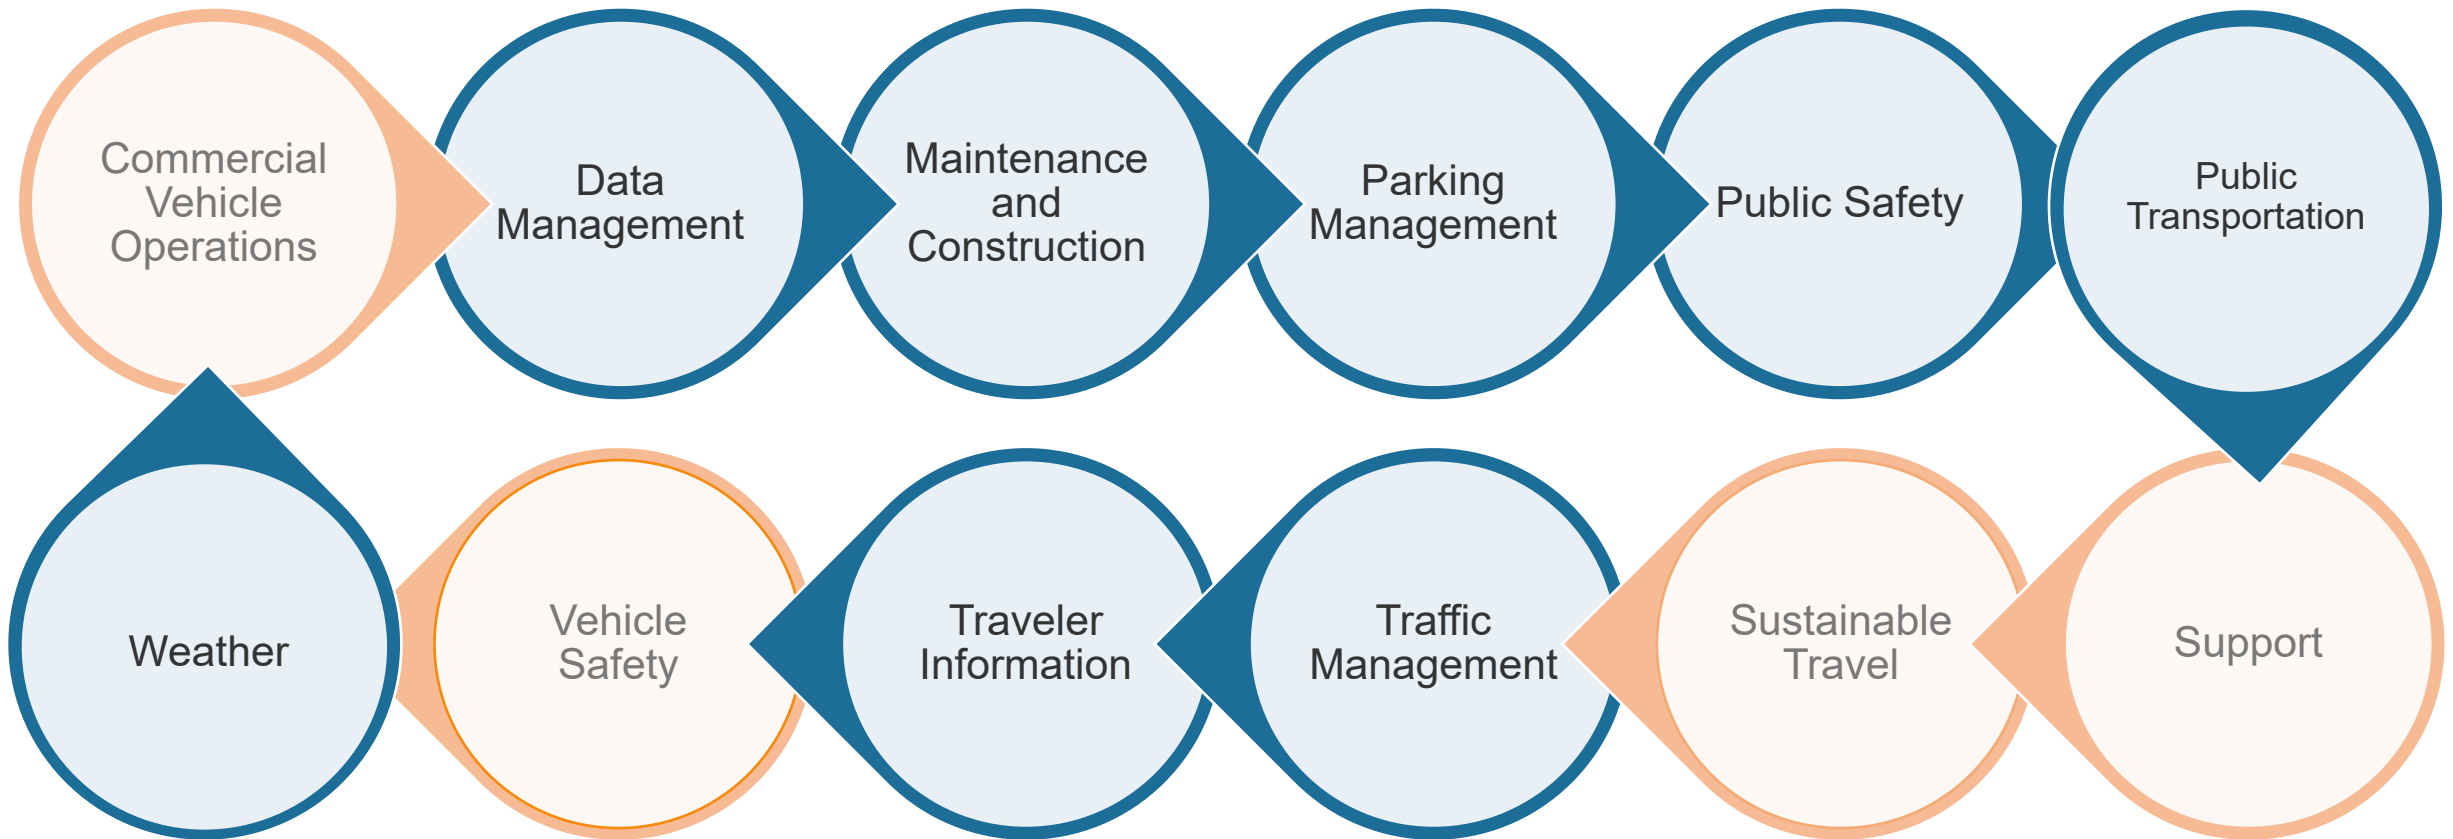 Commercial
Vehicle
Operations
Data
Management
Maintenance
and
Construction
Parking
Management
Public Safety
Public
Transportation
Weather
Vehicle
Safety
Traveler
Information
Traffic
Management
Sustainable
Travel
Support